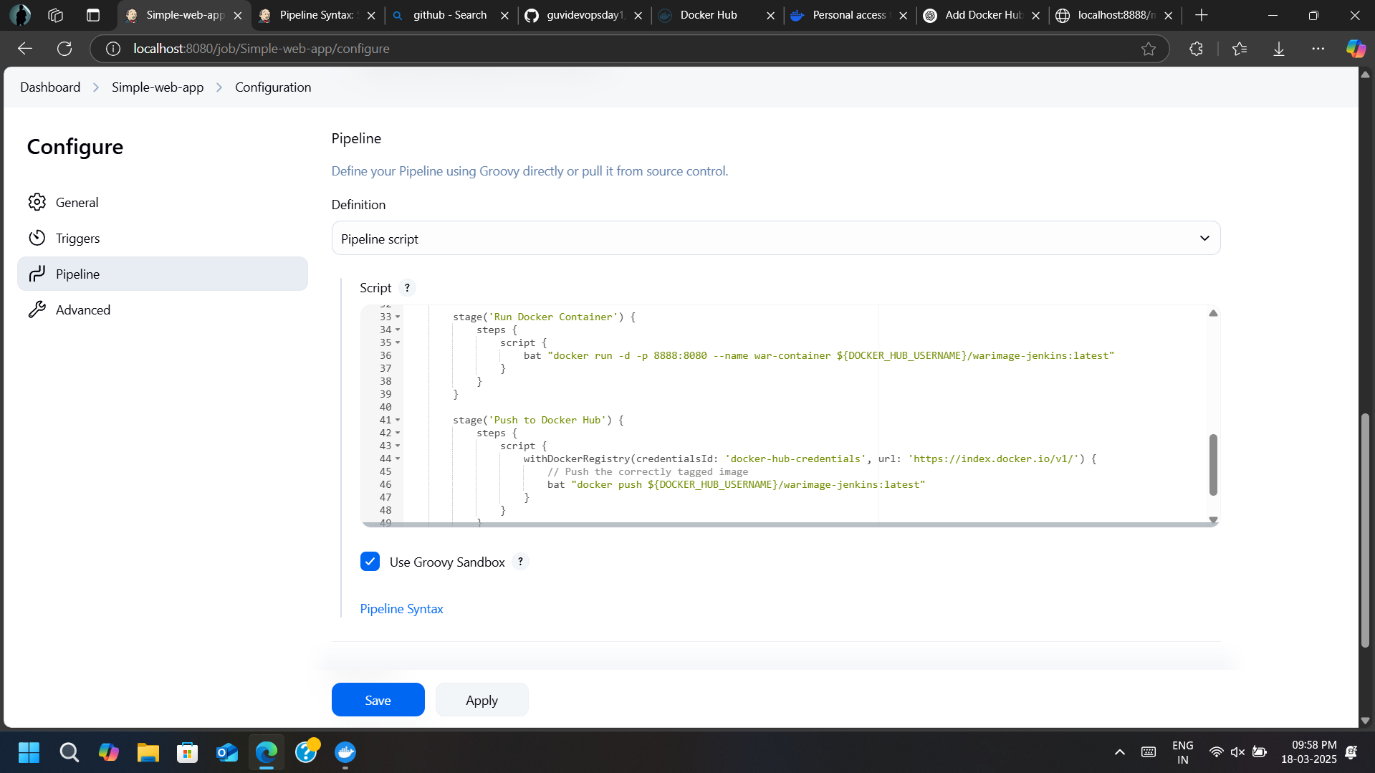 Simple-web-app
Pipeline Syntax:
github - Search
guvidevopsday1
Docker Hub
Personal access
Add Docker Hub
localhost:8888/
localhost:8080/job/Simple-web-app/configure
Dashboard
Simple-web-app
Configuration
Configure
General
Triggers
Pipeline
Advanced
Pipeline
Define your Pipeline using Groovy directly or pull it from source control.
Definition
Pipeline script
Script ?
33 stage('Run Docker Container') {
34 steps {
35 script {
36 bat "docker run -d -p 8888:8080 --name war-container ${DOCKER_HUB_USERNAME}/warimage-jenkins:latest"
37 }
38 }
39 }
40
41 stage('Push to Docker Hub') {
42 steps {
43 script {
44 withDockerRegistry(credentialsId: 'docker-hub-credentials', url: 'https://index.docker.io/v1/') {
45 // Push the correctly tagged image
46 bat "docker push ${DOCKER_HUB_USERNAME}/warimage-jenkins:latest"
47 }
48 }
49 }
Use Groovy Sandbox ?
Pipeline Syntax
Save
Apply
ENG
IN
09:58 PM
18-03-2025